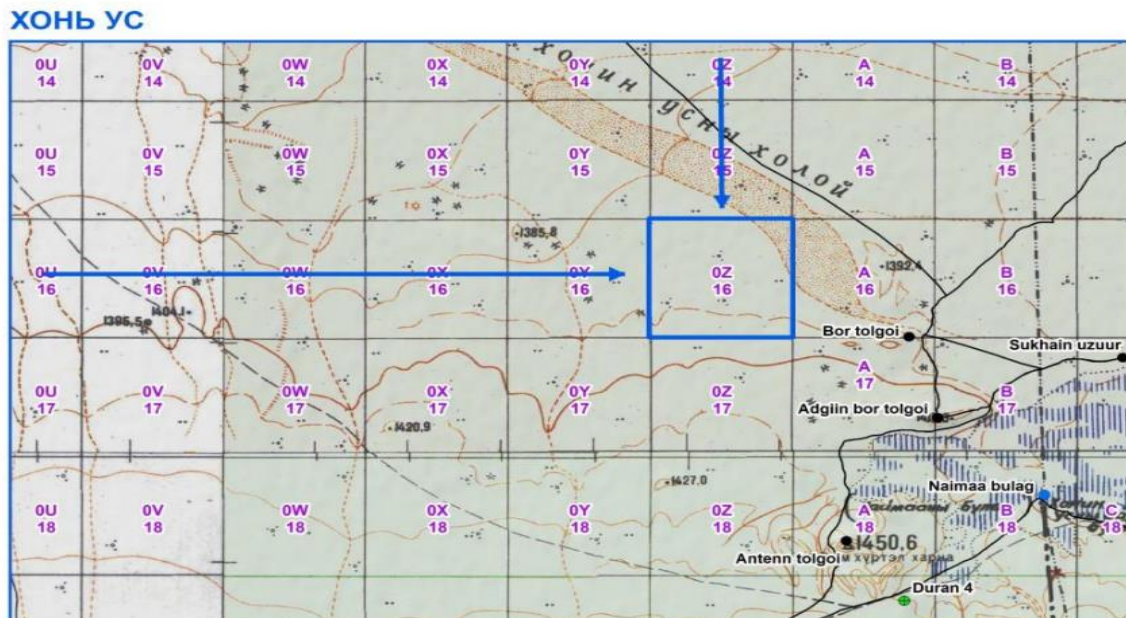 ХОНЬ УС
0U 0V 0W 0X 0Y 0Z A B
14 14 14 14 14 14 14 14
хонин усны холой
0U 0V 0W 0X 0Y 0Z A B
15 15 15 15 15 15 15 15
1385,8
1392,4
0U 0V 0W 0X 0Y 0Z A B
16 16 16 16 16 16 16 16
1404,1
1395,5
Bor tolgoi
Sukhain uzuur
0U 0V 0W 0X 0Y 0Z A B
17 17 17 17 17 17 17 17
Adgiin bor tolgoi
1420,9
1427.0
Naimaa bulag
0U 0V 0W 0X 0Y 0Z A B C
18 18 18 18 18 18 18 18 18
1450.6
Antenn tolgoi
м хүртэл харна
Duran 4